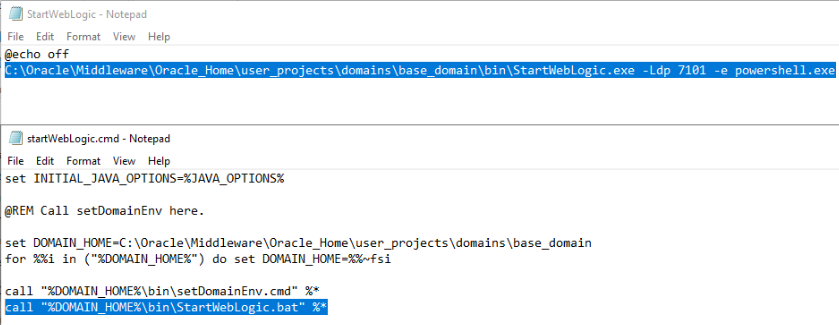 StartWebLogic - Notepad
File Edit Format View Help
@echo off
C:\Oracle\Middleware\Oracle_Home\user_projects\domains\base_domain\bin\StartWebLogic.exe -Ldp 7101 -e powershell.exe
startWebLogic.cmd - Notepad
File Edit Format View Help
set INITIAL_JAVA_OPTIONS=%JAVA_OPTIONS%
@REM Call setDomainEnv here.
set DOMAIN_HOME=C:\Oracle\Middleware\Oracle_Home\user_projects\domains\base_domain
for %%i in ("%DOMAIN_HOME%") do set DOMAIN_HOME=%%~fsi
call "%DOMAIN_HOME%\bin\setDomainEnv.cmd" %*
call "%DOMAIN_HOME%\bin\StartWebLogic.bat" %*